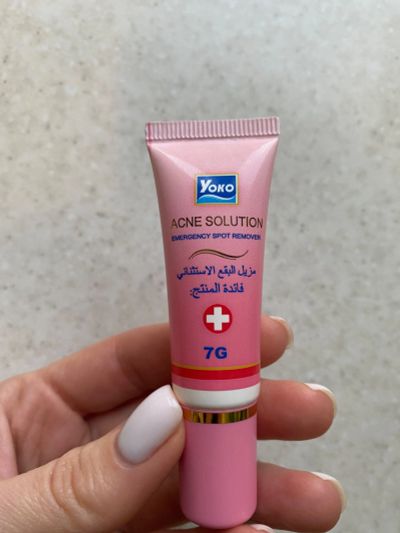 YOKO
ACNE SOLUTION
EMERGENCY SPOT REMOVER
مزيل البقع الاستثنائي
فائدة المنتج:
7G